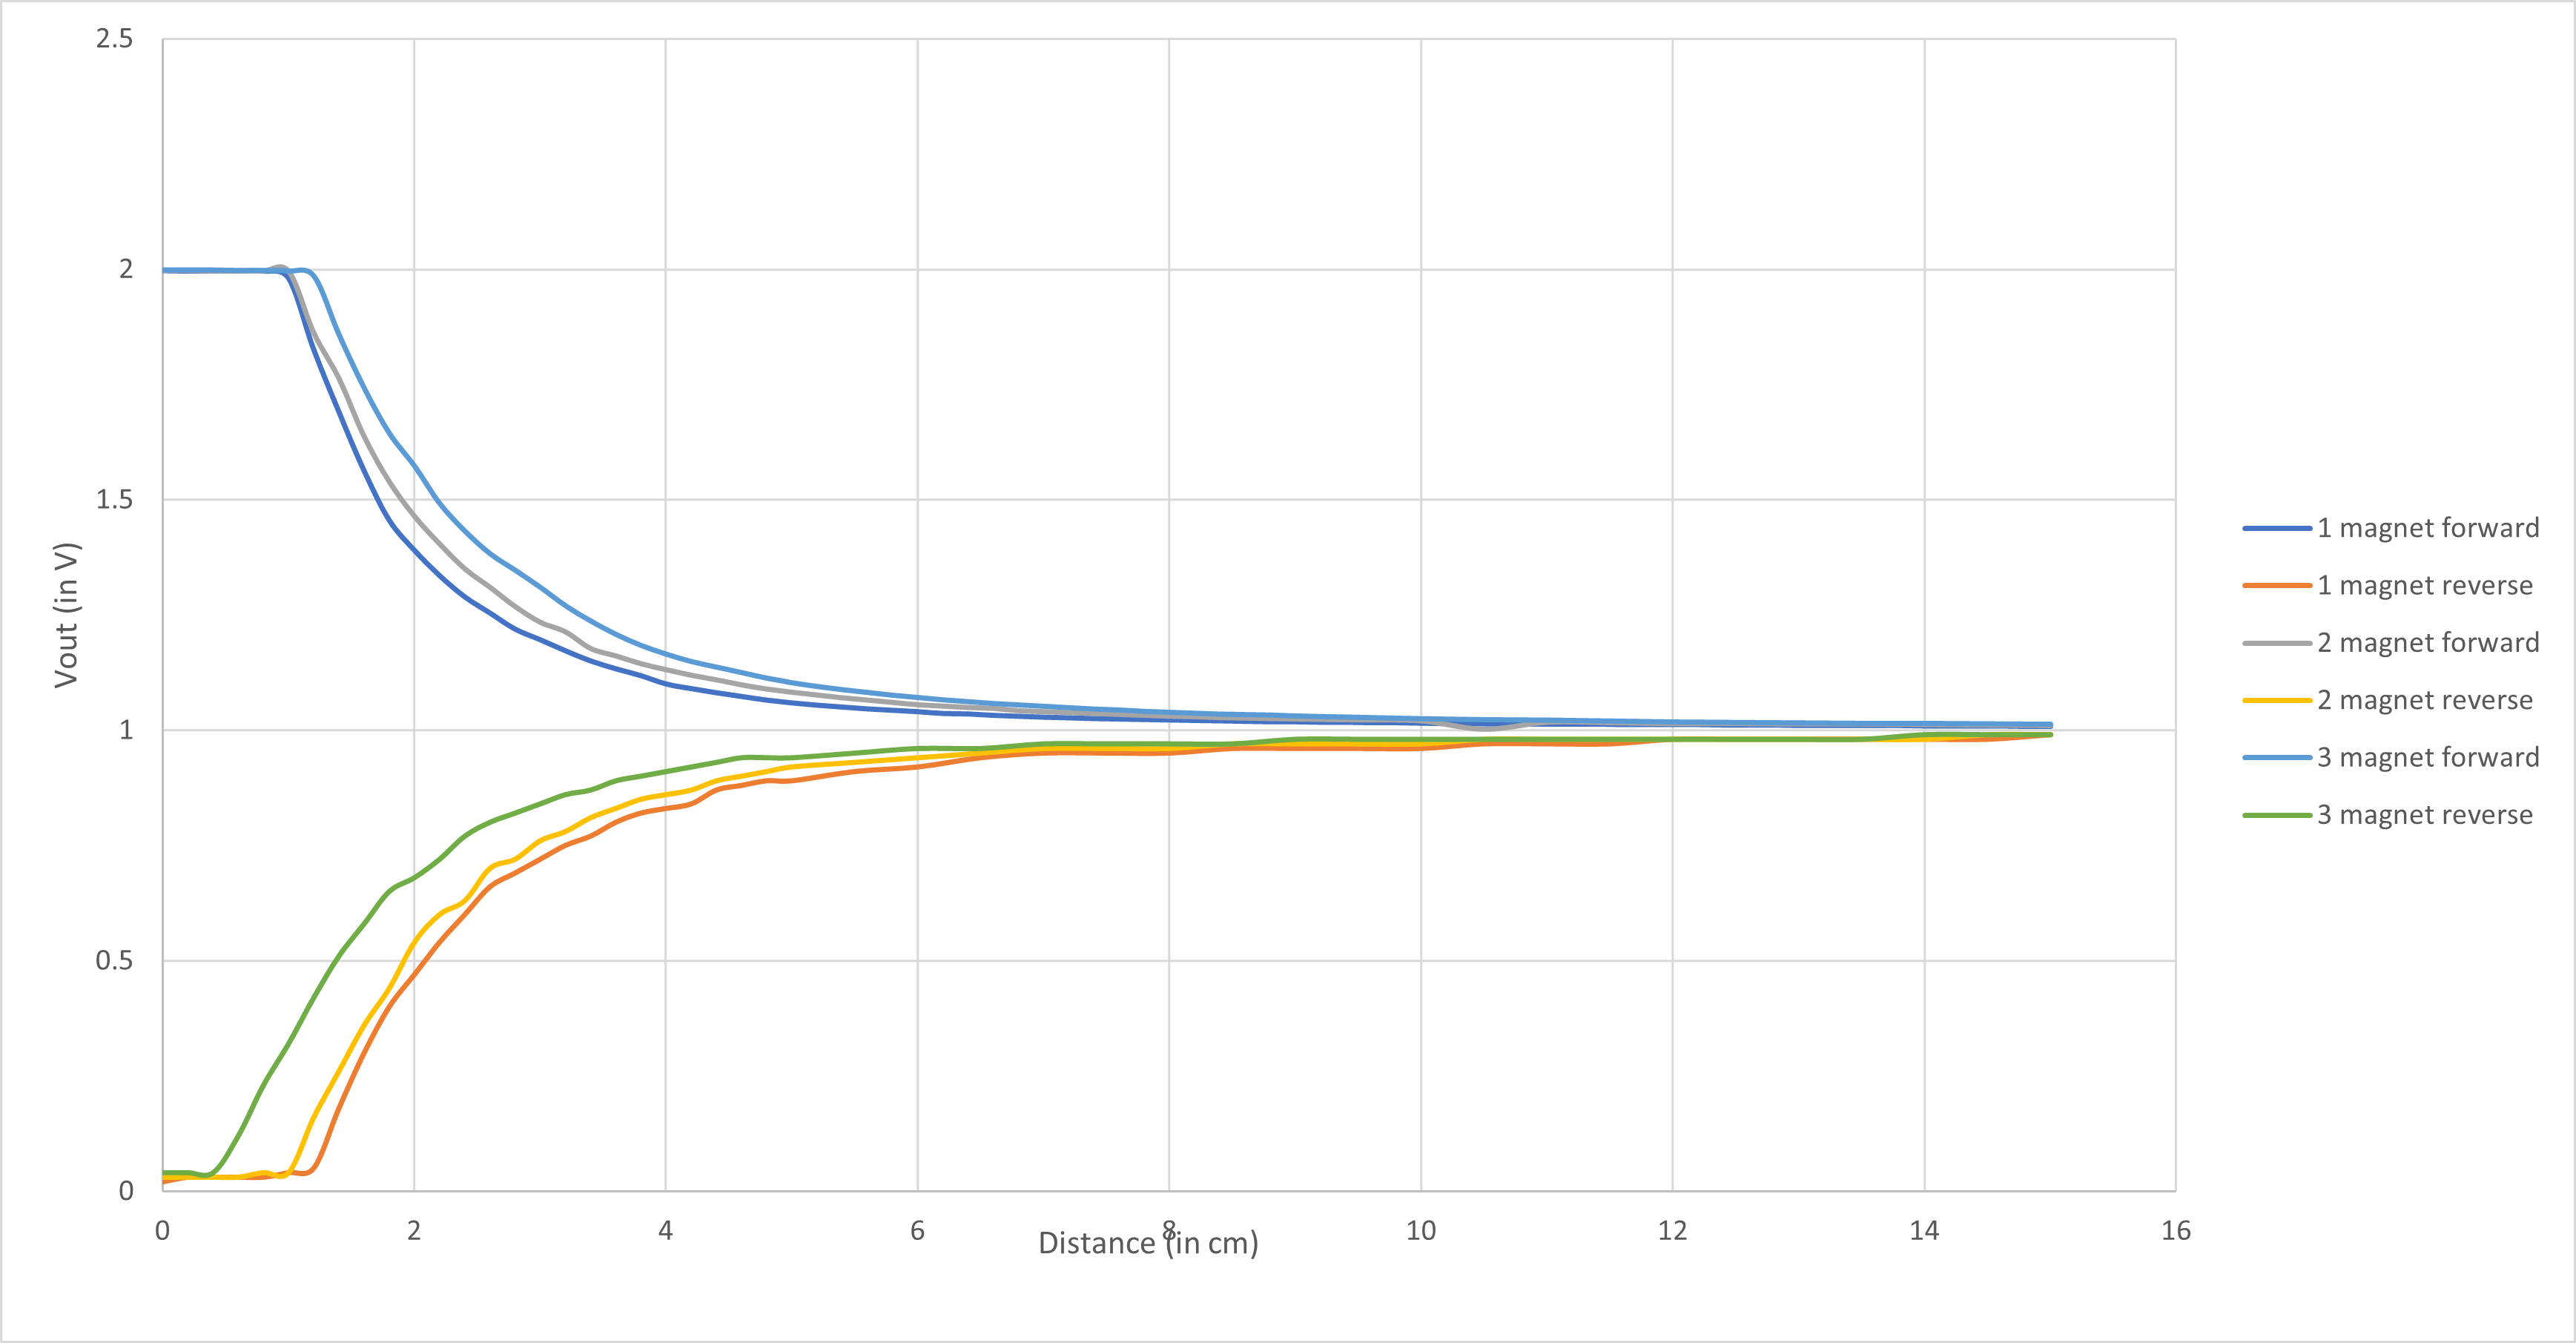 2.5
2
1.5
1
0.5
0
Vout (in V)
0 2 4 6 8 10 12 14 16
Distance (in cm)
1 magnet forward
1 magnet reverse
2 magnet forward
2 magnet reverse
3 magnet forward
3 magnet reverse